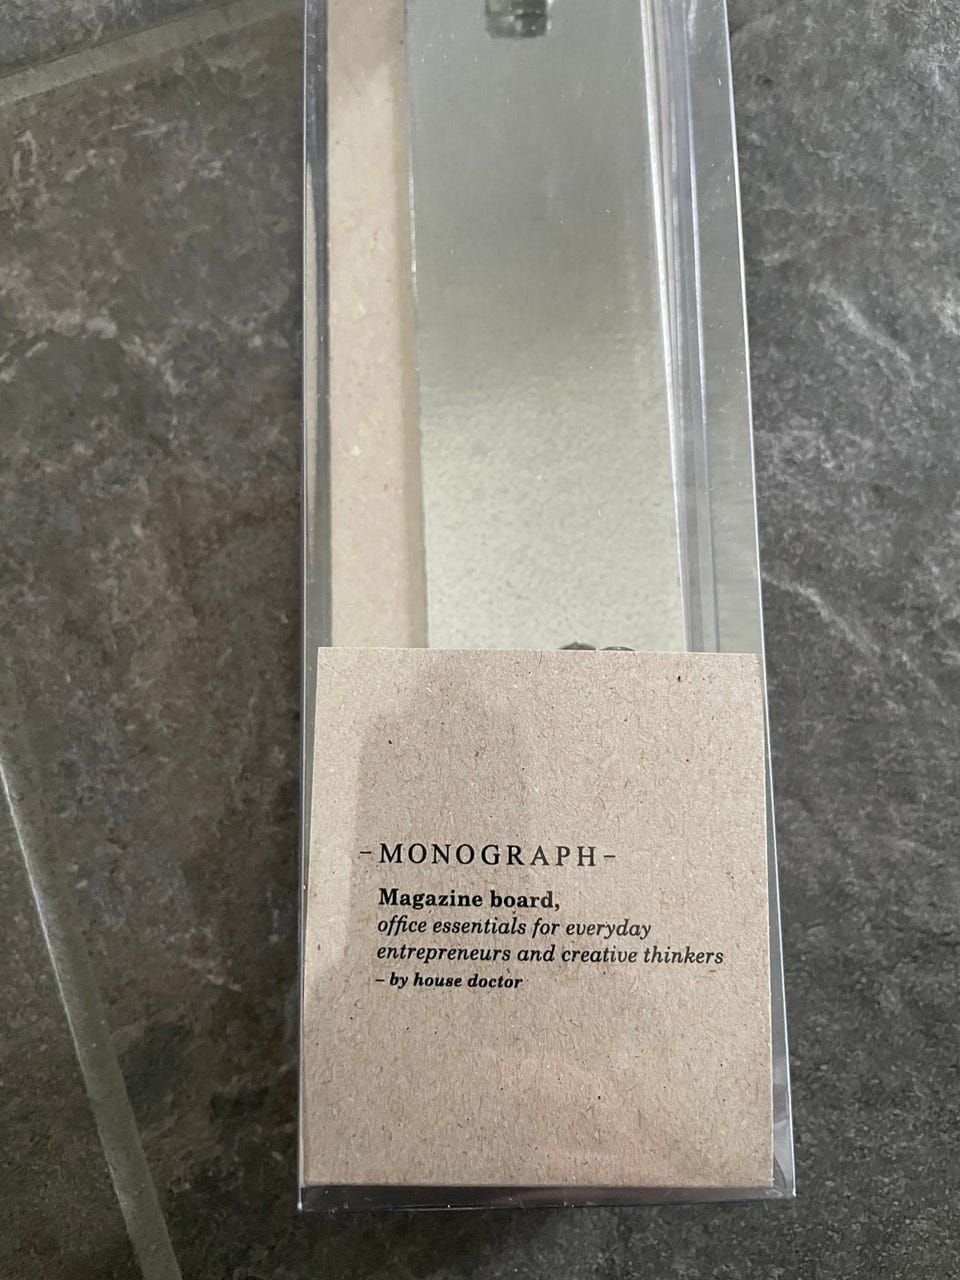 -MONOGRAPH-
Magazine board,
office essentials for everyday
entrepreneurs and creative thinkers
- by house doctor